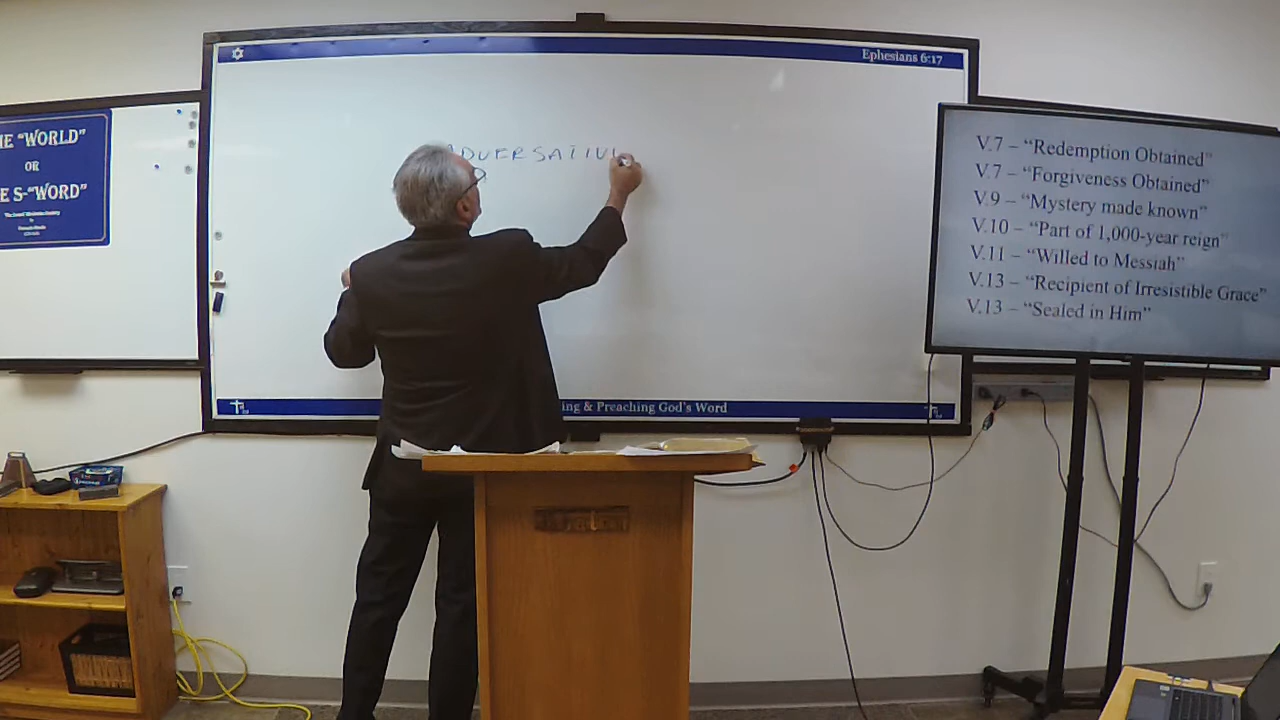 Ephesians 6:17
HE "WORLD"
OR
E S-"WORD"
ADVERSATIV
V.7 – "Redemption Obtained"
V.7 – "Forgiveness Obtained"
V.9 – "Mystery made known"
V.10 – "Part of 1,000-year reign"
V.11 – "Willed to Messiah"
V.13 – "Recipient of Irresistible Grace"
V.13 – "Sealed in Him"
ing & Preaching God's Word